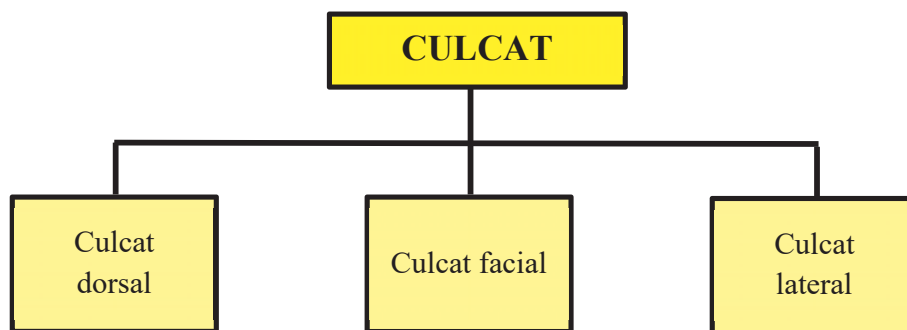 CULCAT
Culcat
dorsal
Culcat facial
Culcat
lateral